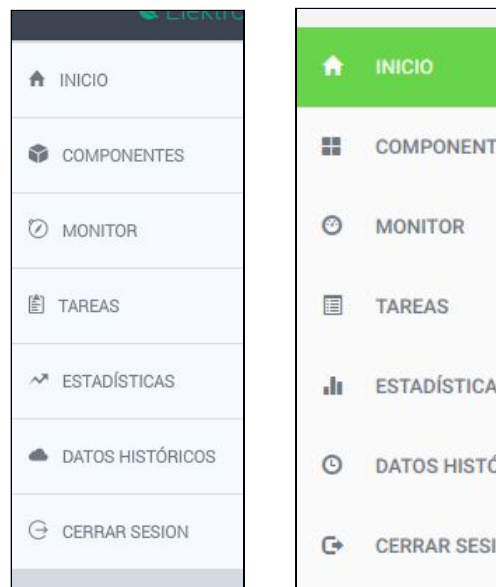 INICIO
COMPONENTES
MONITOR
TAREAS
ESTADÍSTICAS
DATOS HISTÓRICOS
CERRAR SESION
INICIO
COMPONENT
MONITOR
TAREAS
ESTADÍSTICA
DATOS HISTÓ
CERRAR SESI